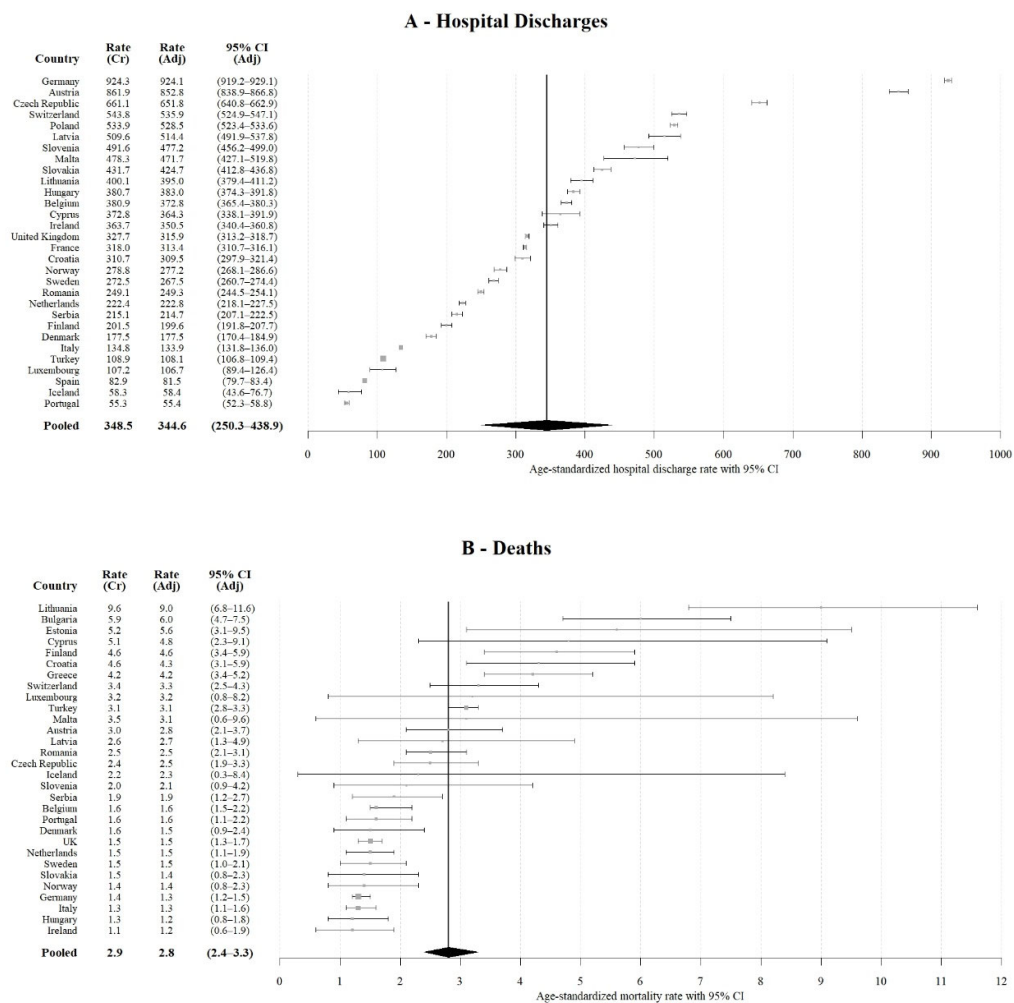 A - Hospital Discharges
Rate Rate 95% CI
Country (Cr) (Adj) (Adj)
Germany 924.3 924.1 (919.2–929.1)
Austria 861.9 852.8 (838.9–866.8)
Czech Republic 661.1 651.8 (640.8–662.9)
Switzerland 543.8 535.9 (524.9–547.1)
Poland 533.9 528.5 (523.4–533.6)
Latvia 509.6 514.4 (491.9–537.8)
Slovenia 491.6 477.2 (456.2–499.0)
Malta 478.3 471.7 (427.1–519.8)
Slovakia 431.7 424.7 (412.8–436.8)
Lithuania 400.1 395.0 (379.4–411.2)
Hungary 380.7 383.0 (374.3–391.8)
Belgium 380.9 372.8 (365.4–380.3)
Cyprus 372.8 364.3 (338.1–391.9)
Ireland 363.7 350.5 (340.4–360.8)
United Kingdom 327.7 315.9 (313.2–318.7)
France 318.0 313.4 (310.7–316.1)
Croatia 310.7 309.5 (297.9–321.4)
Norway 278.8 277.2 (268.1–286.6)
Sweden 272.5 267.5 (260.7–274.4)
Romania 249.1 249.3 (244.5–254.1)
Netherlands 222.4 222.8 (218.1–227.5)
Serbia 215.1 214.7 (207.1–222.5)
Finland 201.5 199.6 (191.8–207.7)
Denmark 177.5 177.5 (170.4–184.9)
Italy 134.8 133.9 (131.8–136.0)
Turkey 108.9 108.1 (106.8–109.4)
Luxembourg 107.2 106.7 (89.4–126.4)
Spain 82.9 81.5 (79.7–83.4)
Iceland 58.3 58.4 (43.6–76.7)
Portugal 55.3 55.4 (52.3–58.8)
Pooled 348.5 344.6 (250.3–438.9)
0 100 200 300 400 500 600 700 800 900 1000
Age-standardized hospital discharge rate with 95% CI
B - Deaths
Rate Rate 95% CI
Country (Cr) (Adj) (Adj)
Lithuania 9.6 9.0 (6.8–11.6)
Bulgaria 5.9 6.0 (4.7–7.5)
Estonia 5.2 5.6 (3.1–9.5)
Cyprus 5.1 4.8 (2.3–9.1)
Finland 4.6 4.6 (3.4–5.9)
Croatia 4.6 4.3 (3.1–5.9)
Greece 4.2 4.2 (3.4–5.2)
Switzerland 3.4 3.3 (2.5–4.3)
Luxembourg 3.2 3.2 (0.8–8.2)
Turkey 3.1 3.1 (2.8–3.3)
Malta 3.5 3.1 (0.6–9.6)
Austria 3.0 2.8 (2.1–3.7)
Latvia 2.6 2.7 (1.3–4.9)
Romania 2.5 2.5 (2.1–3.1)
Czech Republic 2.4 2.5 (1.9–3.3)
Iceland 2.2 2.3 (0.3–8.4)
Slovenia 2.0 2.1 (0.9–4.2)
Serbia 1.9 1.9 (1.2–2.7)
Belgium 1.6 1.6 (1.5–2.2)
Portugal 1.6 1.6 (1.1–2.2)
Denmark 1.6 1.5 (0.9–2.4)
UK 1.5 1.5 (1.3–1.7)
Netherlands 1.5 1.5 (1.1–1.9)
Sweden 1.5 1.5 (1.0–2.1)
Slovakia 1.5 1.4 (0.8–2.3)
Norway 1.4 1.4 (0.8–2.3)
Germany 1.4 1.3 (1.2–1.5)
Italy 1.3 1.3 (1.1–1.6)
Hungary 1.3 1.2 (0.8–1.8)
Ireland 1.1 1.2 (0.6–1.9)
Pooled 2.9 2.8 (2.4–3.3)
0 1 2 3 4 5 6 7 8 9 10 11 12
Age-standardized mortality rate with 95% CI